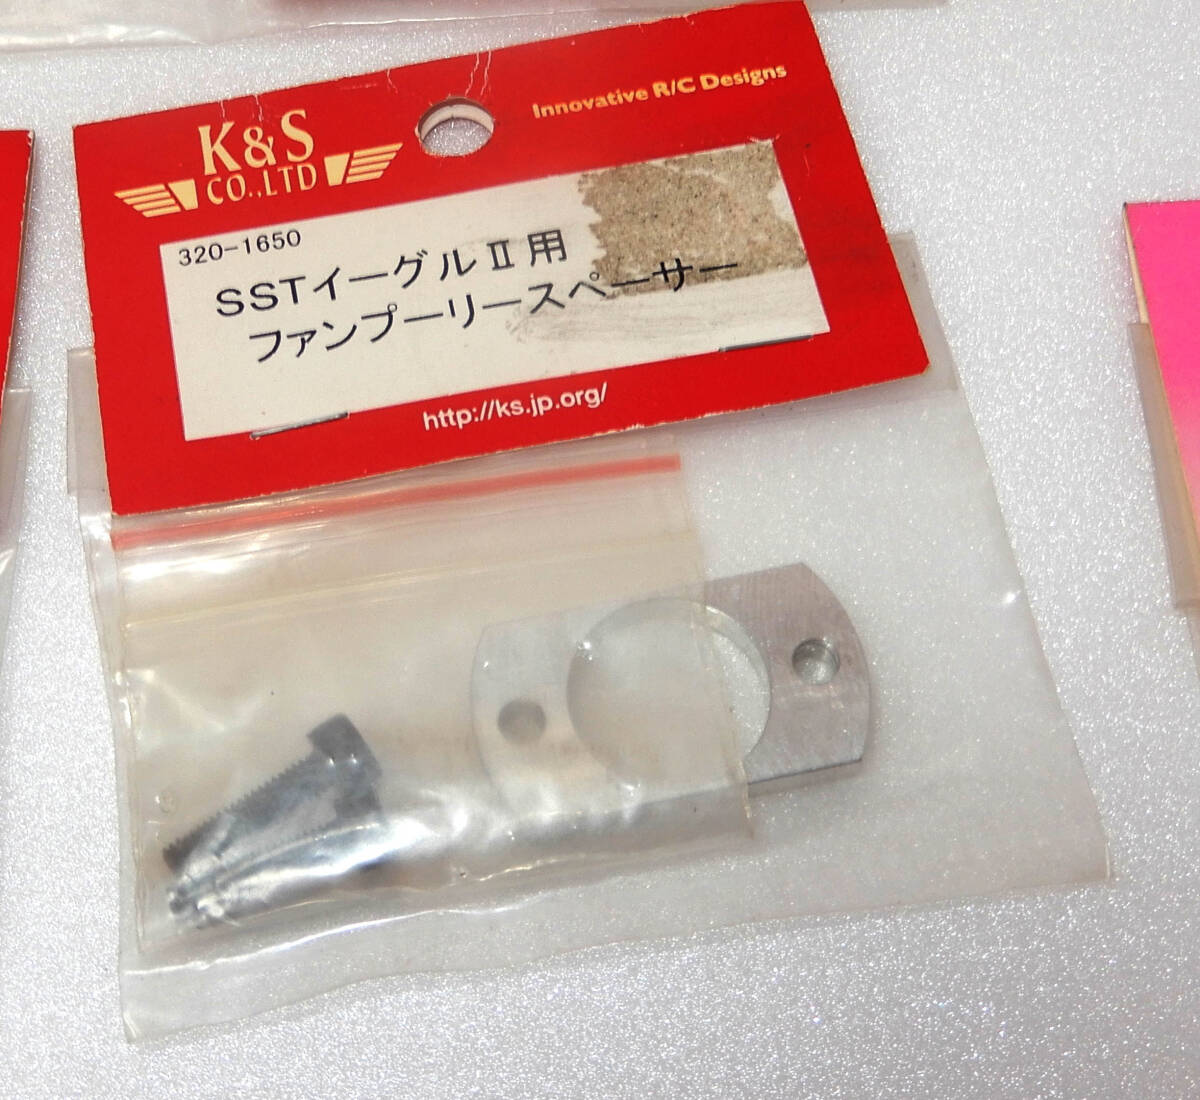 K&S
CO.,LTD
Innovative R/C Designs
320-1650
SSTイーグルⅡ用
ファンプーリースペーサー
http://ks.jp.org/